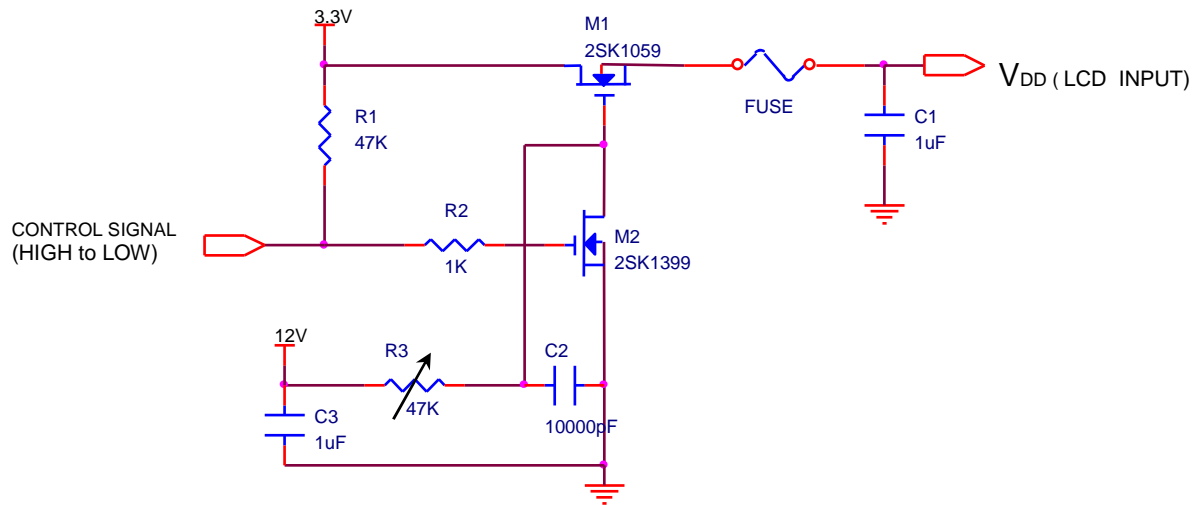 3.3V
M1
2SK1059
R1
47K
FUSE
C1
1uF
VDD ( LCD INPUT)
CONTROL SIGNAL
(HIGH to LOW)
R2
1K
M2
2SK1399
12V
R3
47K
C2
10000pF
C3
1uF